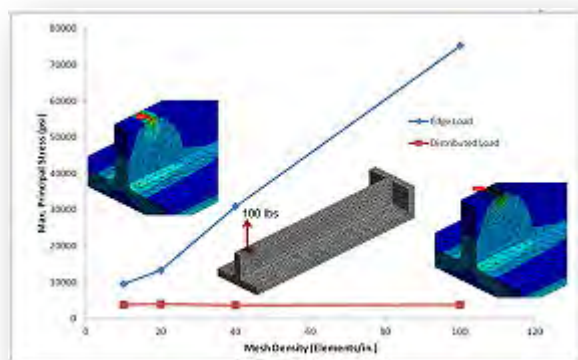 80000
70000
60000
50000
40000
30000
20000
10000
0
Max. Principal Stress (psi)
Edge Load
Distributed Load
100 lbs
0 20 40 60 80 100 120
Mesh Density (Elements/in.)